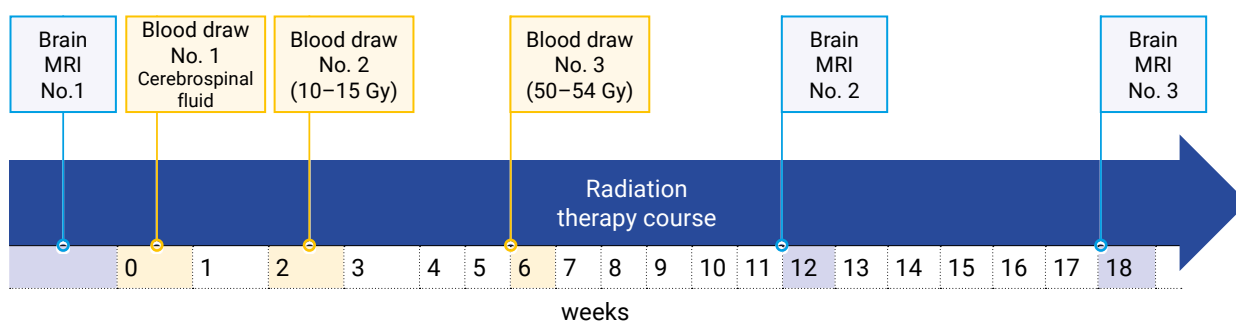 Brain
MRI
No.1
Blood draw
No. 1
Cerebrospinal
fluid
Blood draw
No. 2
(10–15 Gy)
Blood draw
No. 3
(50–54 Gy)
Brain
MRI
No. 2
Brain
MRI
No. 3
Radiation
therapy course
0 1 2 3 4 5 6 7 8 9 10 11 12 13 14 15 16 17 18
weeks